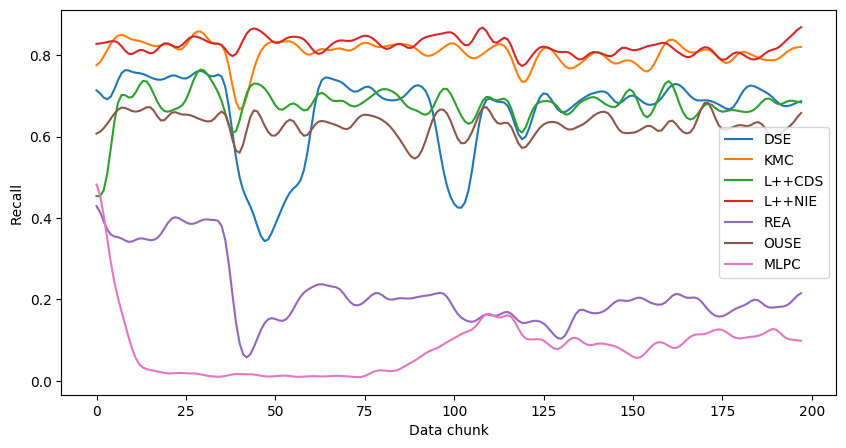 0.8
0.6
0.4
0.2
0.0
Recall
0
25
50
75
100
125
150
175
200
Data chunk
DSE
KMC
L++CDS
L++NIE
REA
OUSE
MLPC